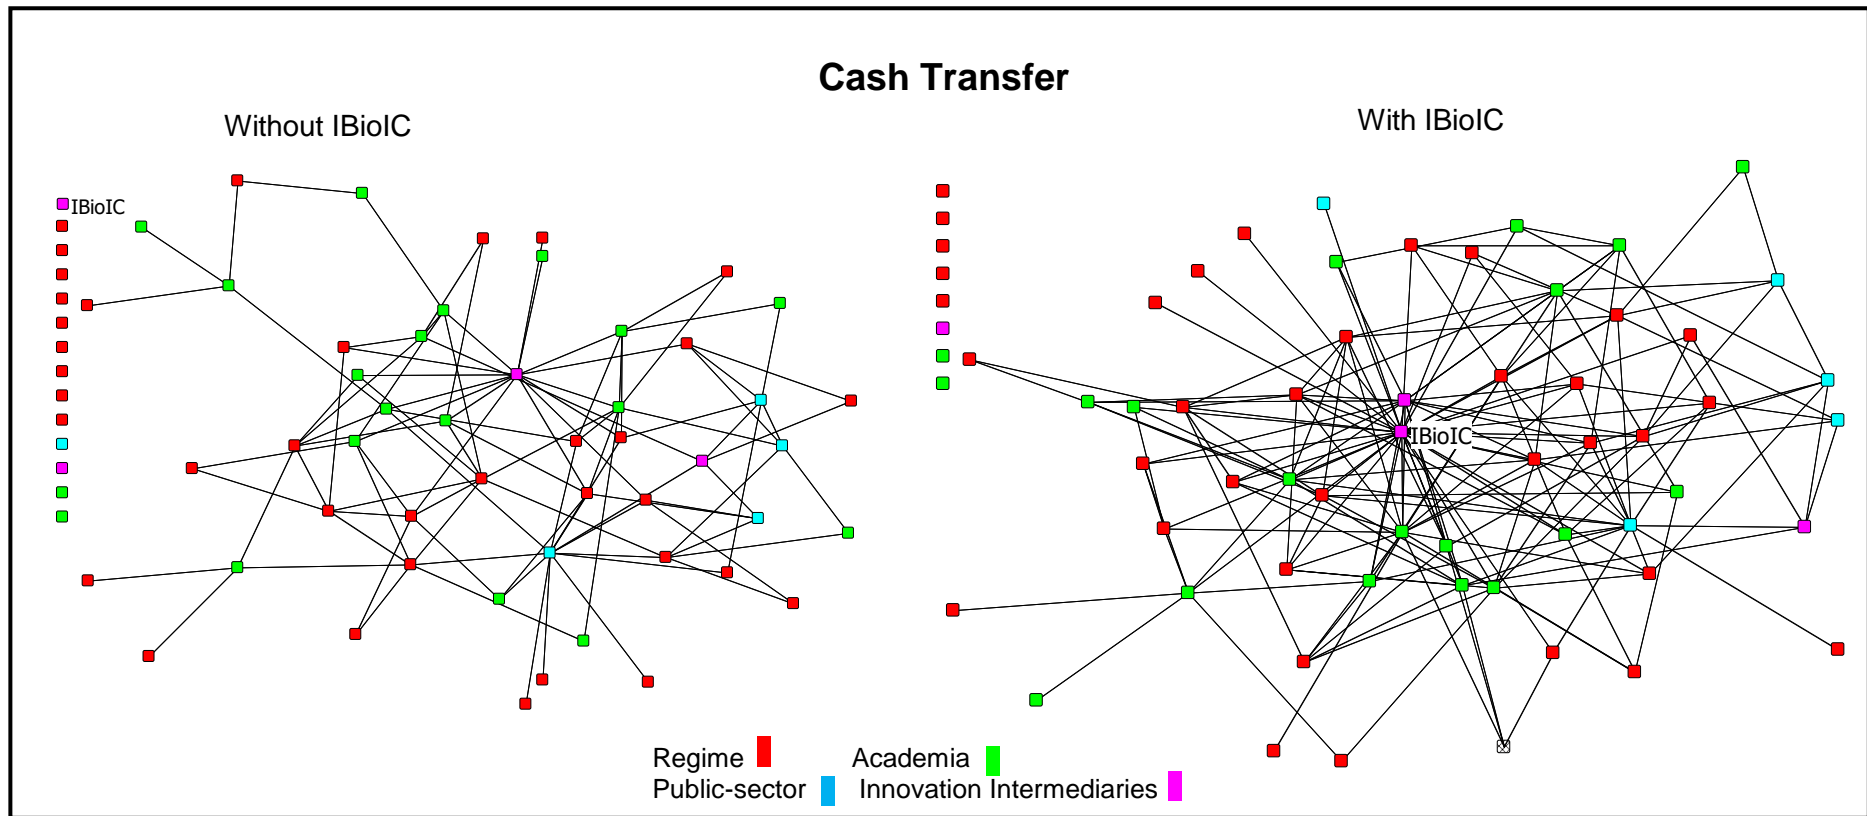 Cash Transfer
Without IBioIC
With IBioIC
IBioIC
IBioIC
Regime
Academia
Public-sector
Innovation Intermediaries